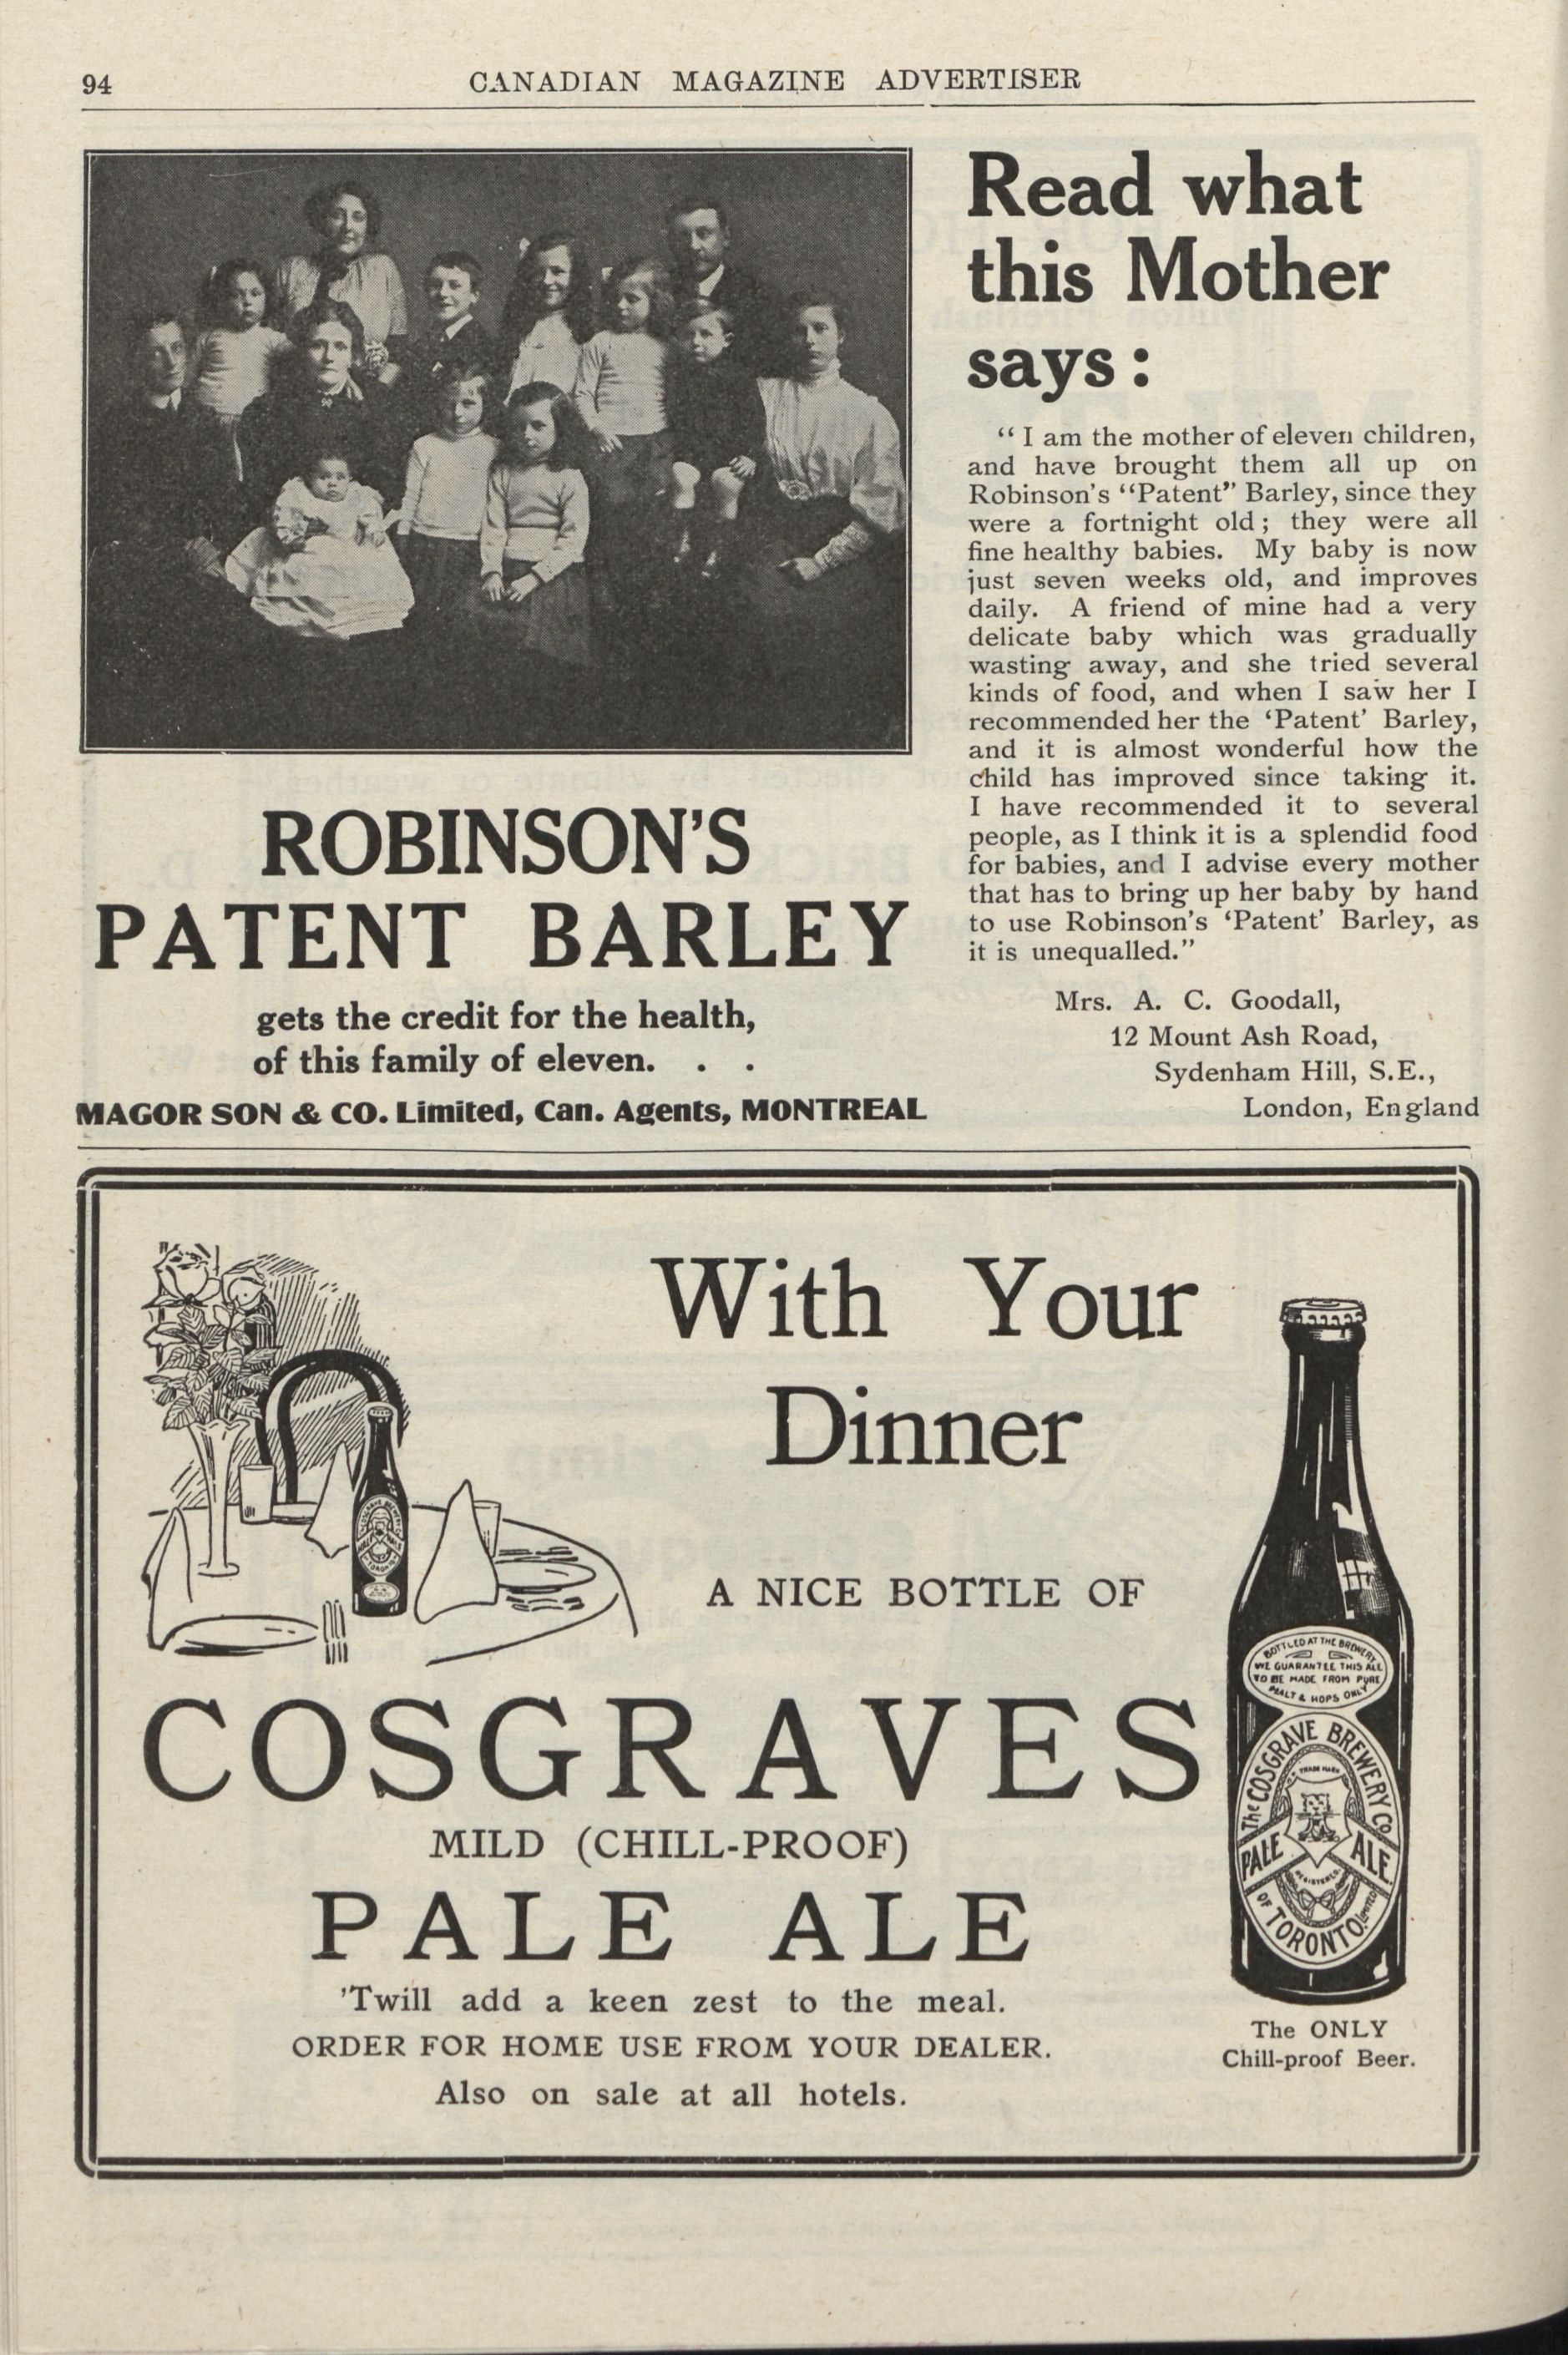 94
CANADIAN MAGAZINE ADVERTISER
Read what
this Mother
says:
“ I am the mother of eleven children,
and have brought them all up on
Robinson's “Patent” Barley, since they
were a fortnight old; they were all
fine healthy babies. My baby is now
just seven weeks old, and improves
daily. A friend of mine had a very
delicate baby which was gradually
wasting away, and she tried several
kinds of food, and when I saw her I
recommended her the ‘Patent’ Barley,
and it is almost wonderful how the
child has improved since taking it.
I have recommended it to several
people, as I think it is a splendid food
for babies, and I advise every mother
that has to bring up her baby by hand
to use Robinson's ‘Patent’ Barley, as
it is unequalled.”
Mrs. A. C. Goodall,
12 Mount Ash Road,
Sydenham Hill, S.E.,
London, England
ROBINSON'S
PATENT BARLEY
gets the credit for the health,
of this family of eleven. . .
MAGOR SON & CO. Limited, Can. Agents, MONTREAL
With Your
Dinner
A NICE BOTTLE OF
COSGRAVES
MILD (CHILL-PROOF)
PALE ALE
'Twill add a keen zest to the meal.
ORDER FOR HOME USE FROM YOUR DEALER.
Also on sale at all hotels.
BOTTLED AT THE BREWERY
WE GUARANTEE THIS ALE
TO BE MADE FROM PURE
MALT & HOPS ONLY
The COSGRAVE BREWERY Co
TRADE MARK
PALE ALE
REGISTERED
OF TORONTO LIMITED
The ONLY
Chill-proof Beer.